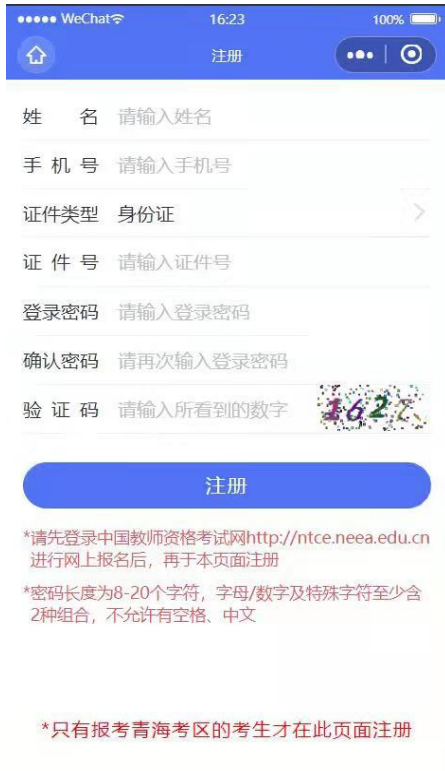 WeChat 16:23 100%
注册
姓 名 请输入姓名
手 机 号 请输入手机号
证件类型 身份证
证 件 号 请输入证件号
登录密码 请输入登录密码
确认密码 请再次输入登录密码
验 证 码 请输入所看到的数字 1627
注册
*请先登录中国教师资格考试网http://ntce.neea.edu.cn
进行网上报名后，再于本页面注册
*密码长度为8-20个字符，字母/数字及特殊字符至少含
2种组合，不允许有空格、中文
*只有报考青海考区的考生才在此页面注册